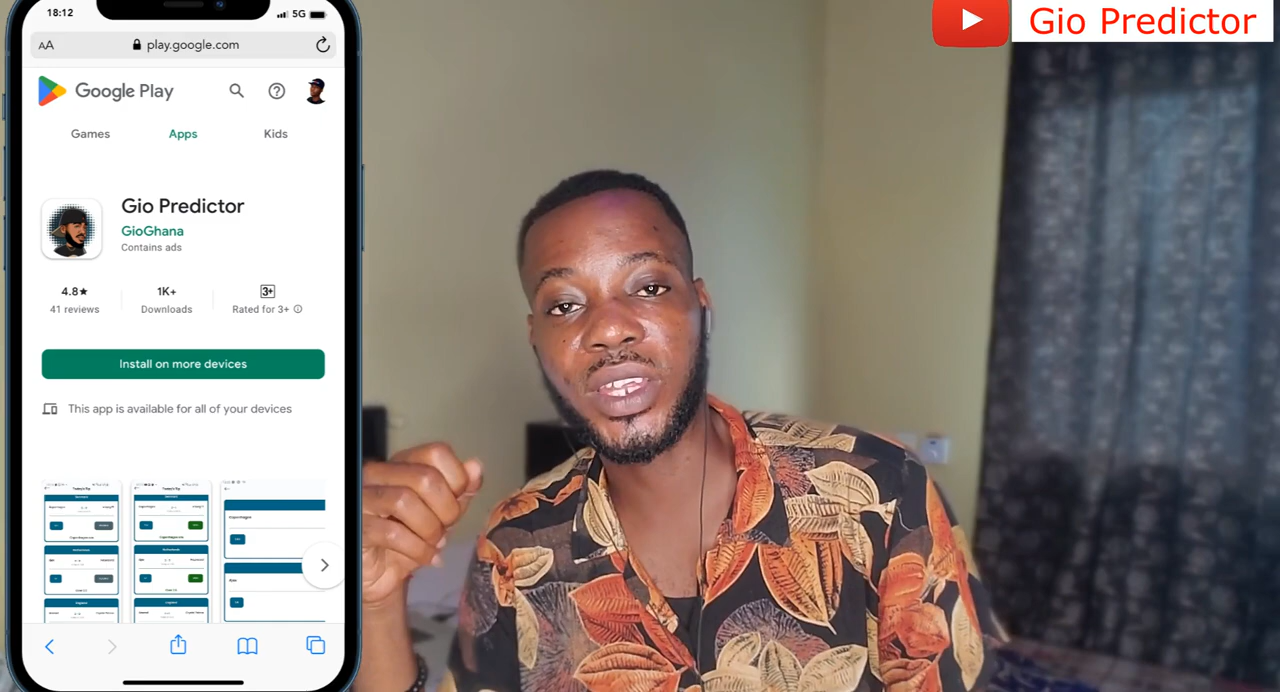 18:12
5G
Gio Predictor
AA
play.google.com
Google Play
Games
Apps
Kids
Gio Predictor
GioGhana
Contains ads
4.8★
1K+
3+
41 reviews
Downloads
Rated for 3+
Install on more devices
This app is available for all of your devices